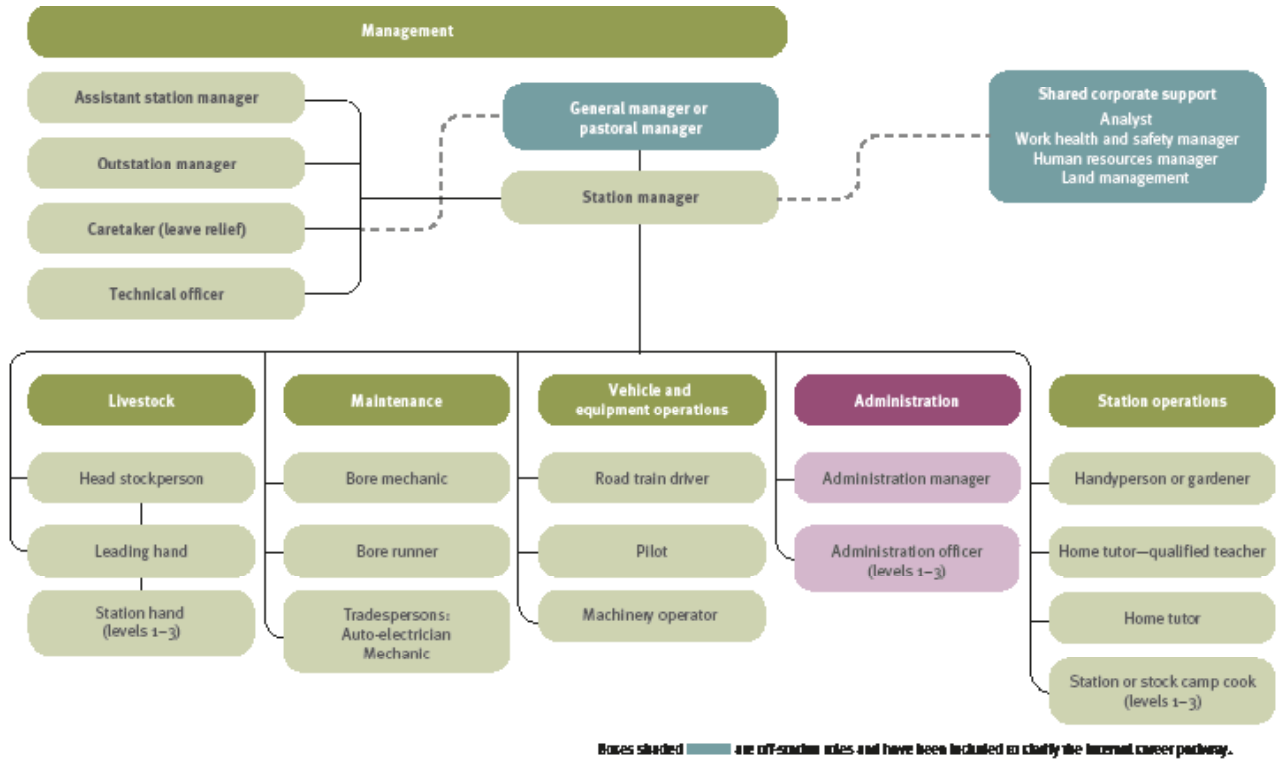 Management
Assistant station manager
Outstation manager
Caretaker (leave relief)
Technical officer
General manager or
pastoral manager
Station manager
Shared corporate support
Analyst
Work health and safety manager
Human resources manager
Land management
Livestock
Head stockperson
Leading hand
Station hand
(levels 1–3)
Maintenance
Bore mechanic
Bore runner
Tradespersons:
Auto-electrician
Mechanic
Vehicle and
equipment operations
Road train driver
Pilot
Machinery operator
Administration
Administration manager
Administration officer
(levels 1–3)
Station operations
Handyperson or gardener
Home tutor—qualified teacher
Home tutor
Station or stock camp cook
(levels 1–3)
Boxes shaded are off-station roles and have been included to clarify the internal career pathway.